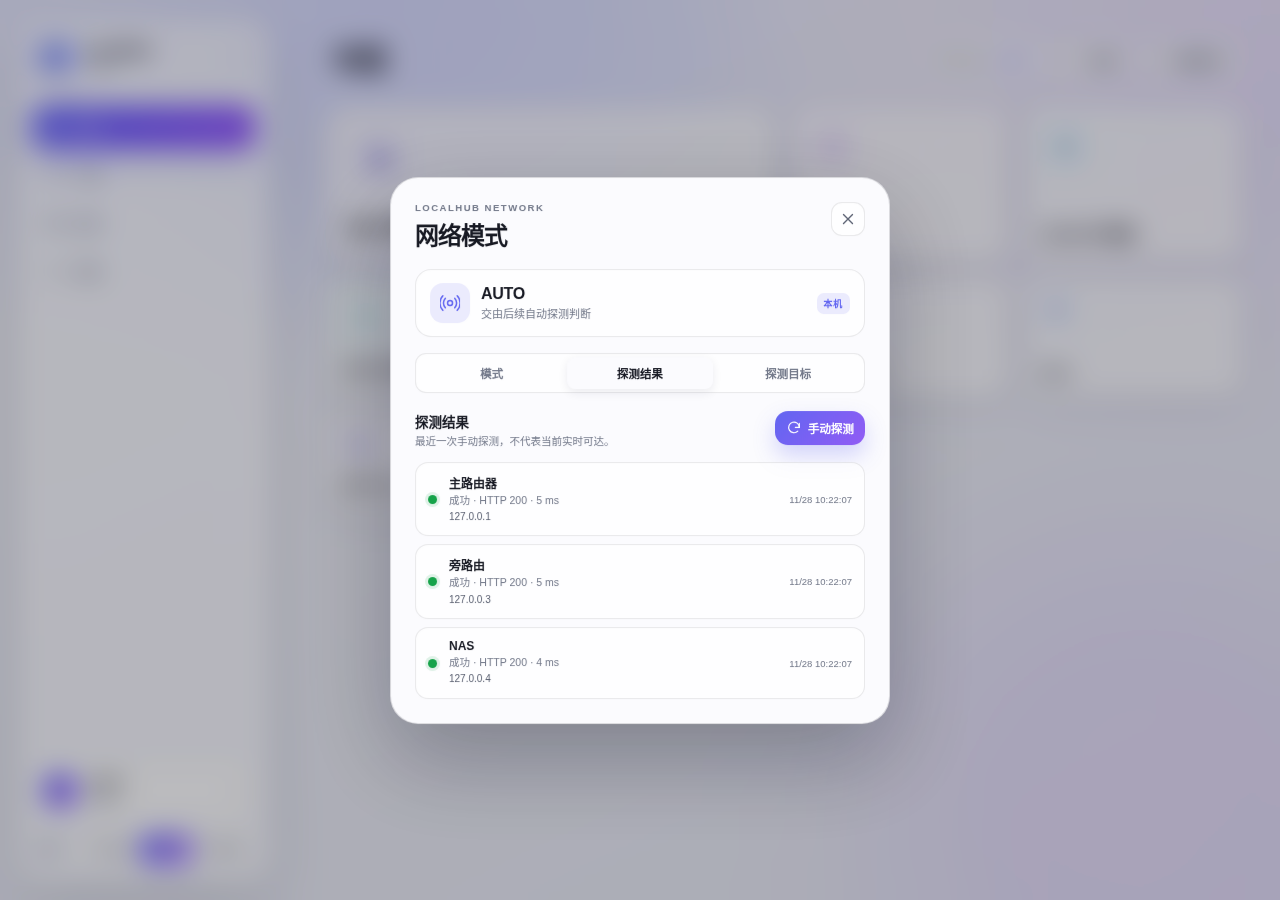 LOCALHUB NETWORK
网络模式
AUTO
交由后续自动探测判断
本机
模式
探测结果
探测目标
探测结果
最近一次手动探测，不代表当前实时可达。
手动探测
主路由器
成功 · HTTP 200 · 5 ms
127.0.0.1
11/28 10:22:07
旁路由
成功 · HTTP 200 · 5 ms
127.0.0.3
11/28 10:22:07
NAS
成功 · HTTP 200 · 4 ms
127.0.0.4
11/28 10:22:07